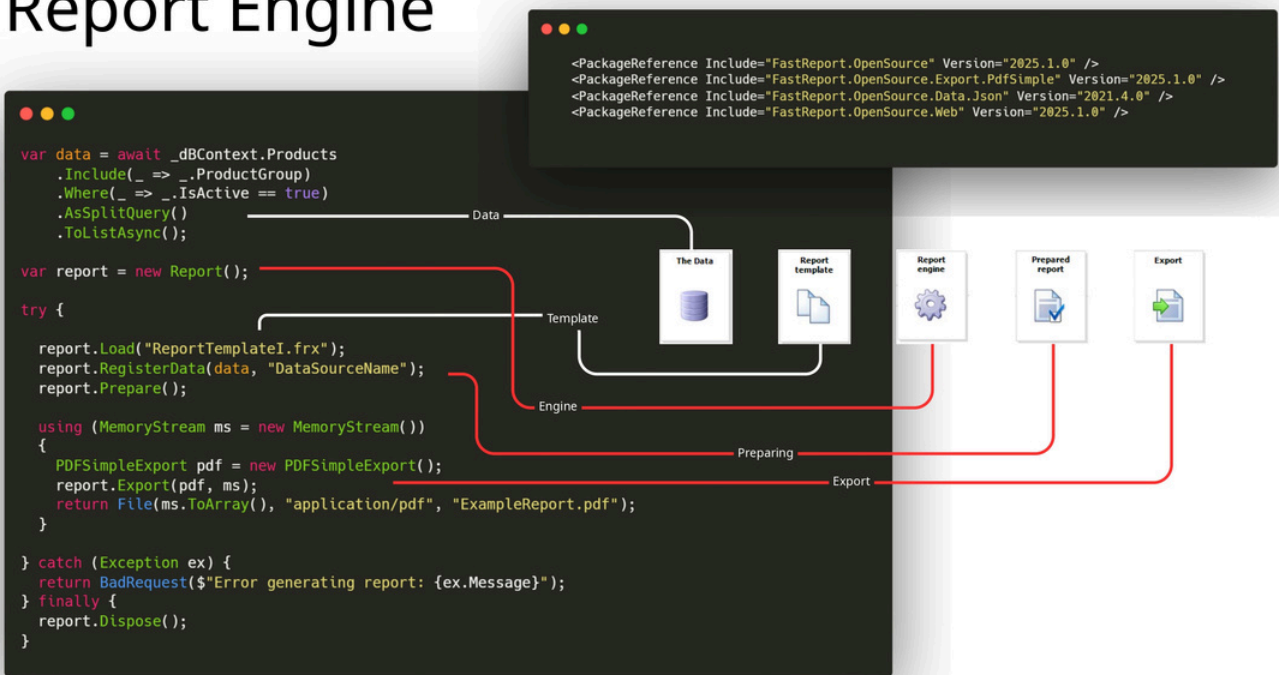 Report Engine
<PackageReference Include="FastReport.OpenSource" Version="2025.1.0" />
<PackageReference Include="FastReport.OpenSource.Export.PdfSimple" Version="2025.1.0" />
<PackageReference Include="FastReport.OpenSource.Data.Json" Version="2021.4.0" />
<PackageReference Include="FastReport.OpenSource.Web" Version="2025.1.0" />
var data = await _dBContext.Products
    .Include(_ => _.ProductGroup)
    .Where(_ => _.IsActive == true)
    .AsSplitQuery()
    .ToListAsync();
var report = new Report();
try {
  report.Load("ReportTemplateI.frx");
  report.RegisterData(data, "DataSourceName");
  report.Prepare();
  using (MemoryStream ms = new MemoryStream())
  {
    PDFSimpleExport pdf = new PDFSimpleExport();
    report.Export(pdf, ms);
    return File(ms.ToArray(), "application/pdf", "ExampleReport.pdf");
  }
} catch (Exception ex) {
  return BadRequest($"Error generating report: {ex.Message}");
} finally {
  report.Dispose();
}
Data
The Data
Report
template
Report
engine
Prepared
report
Export
Template
Engine
Preparing
Export